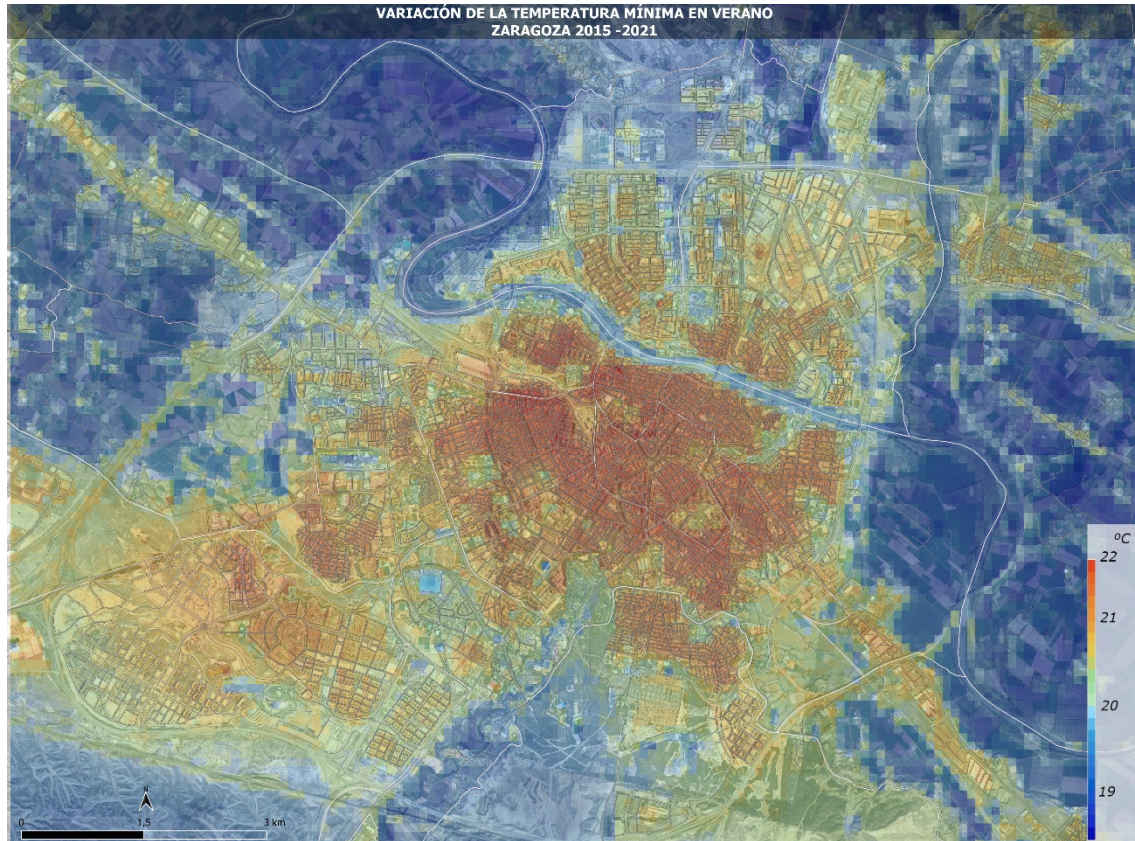 VARIACIÓN DE LA TEMPERATURA MÍNIMA EN VERANO
ZARAGOZA 2015 -2021
ºC
22
21
20
19
N
0 1,5 3 km